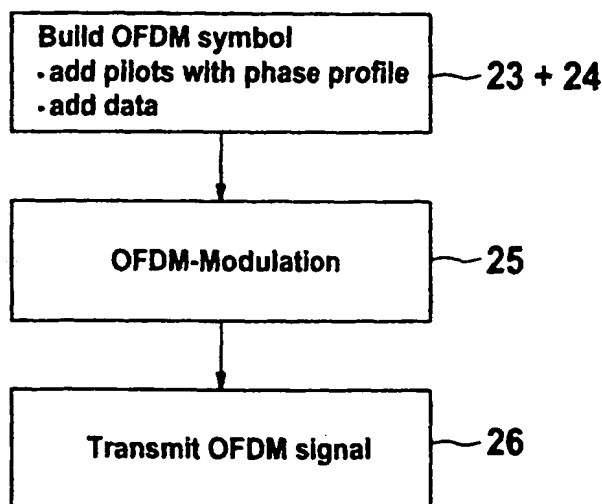 Build OFDM symbol
• add pilots with phase profile
• add data
23 + 24
OFDM-Modulation
25
Transmit OFDM signal
26